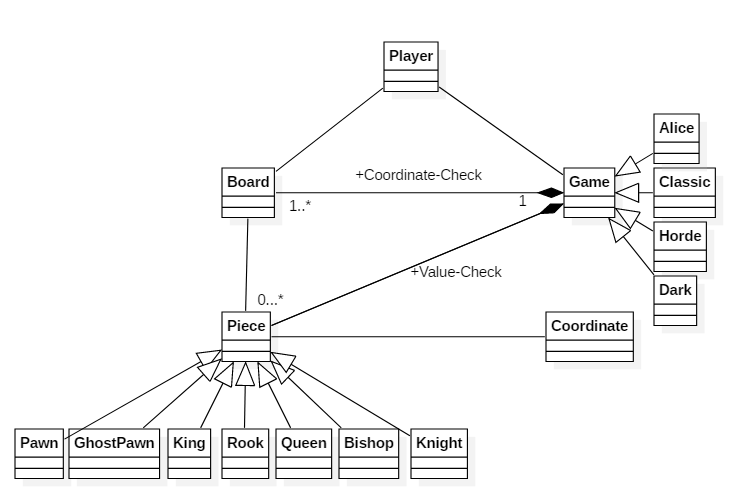 Player
Alice
+Coordinate-Check
Board
Game
Classic
1..*
1
Horde
+Value-Check
Dark
0...*
Piece
Coordinate
Pawn
GhostPawn
King
Rook
Queen
Bishop
Knight